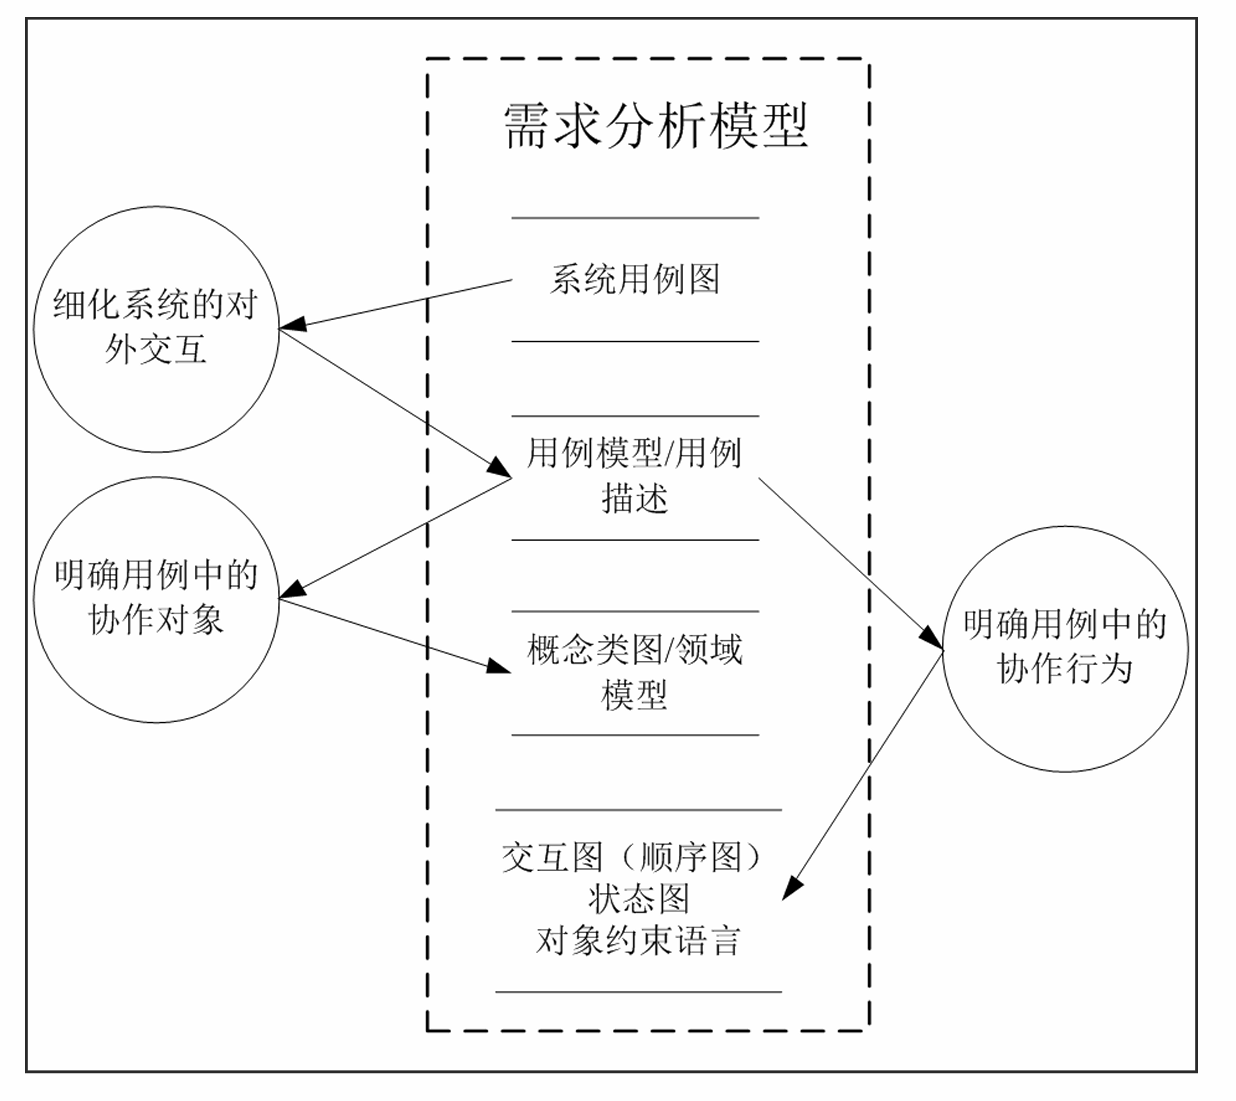 需求分析模型
系统用例图
细化系统的对
外交互
用例模型/用例
描述
明确用例中的
协作对象
概念类图/领域
模型
明确用例中的
协作行为
交互图（顺序图）
状态图
对象约束语言